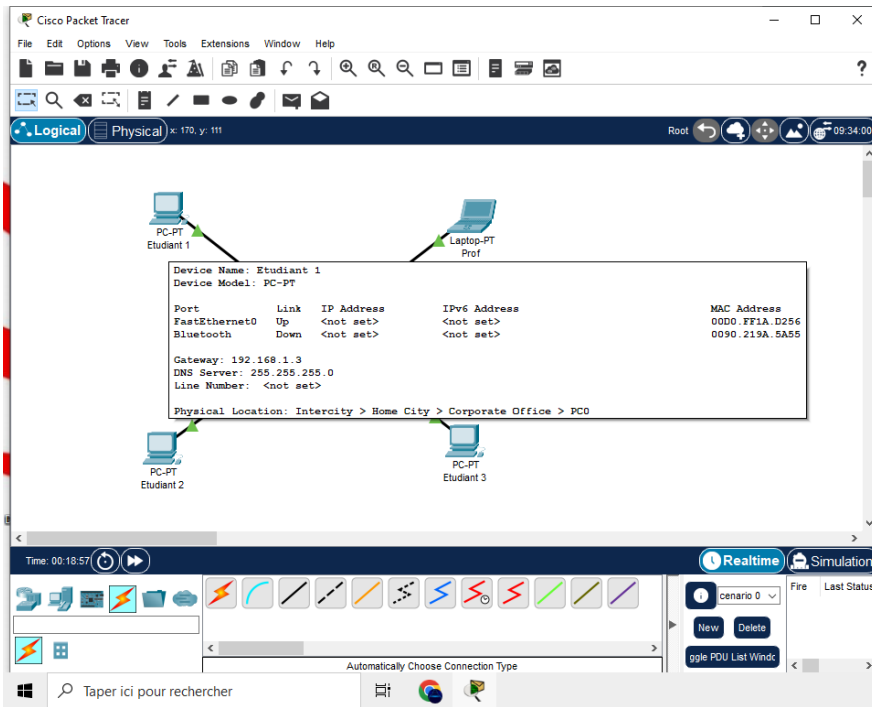 Cisco Packet Tracer
File Edit Options View Tools Extensions Window Help
?
Logical Physical x: 170, y: 111 Root 09:34:00
PC-PT
Etudiant 1
Laptop-PT
Prof
Device Name: Etudiant 1
Device Model: PC-PT
Port Link IP Address IPv6 Address MAC Address
FastEthernet0 Up <not set> <not set> 00D0.FF1A.D256
Bluetooth Down <not set> <not set> 0090.219A.5A55
Gateway: 192.168.1.3
DNS Server: 255.255.255.0
Line Number: <not set>
Physical Location: Intercity > Home City > Corporate Office > PC0
PC-PT
Etudiant 2
PC-PT
Etudiant 3
Time: 00:18:57 Realtime Simulation
cenario 0 Fire Last Status
New Delete
ggle PDU List Windc
Automatically Choose Connection Type
Taper ici pour rechercher